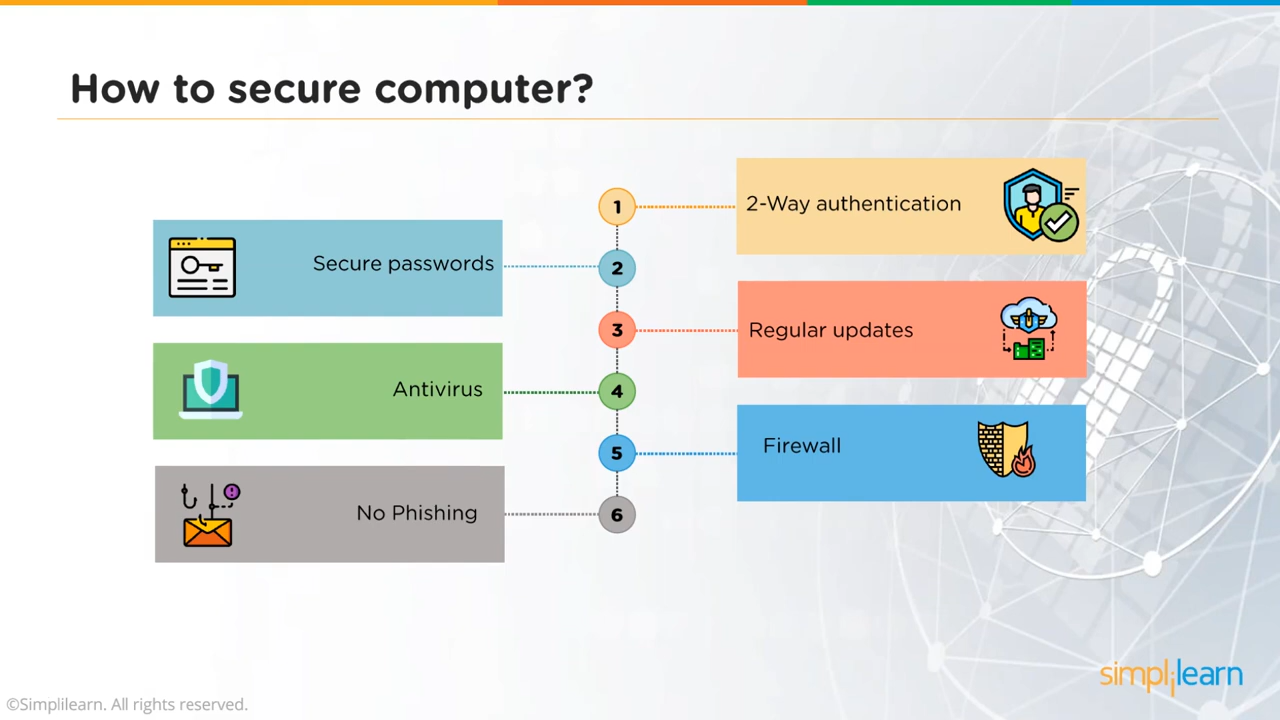 How to secure computer?
1
2-Way authentication
Secure passwords
2
3
Regular updates
Antivirus
4
5
Firewall
No Phishing
6
simplilearn
©Simplilearn. All rights reserved.